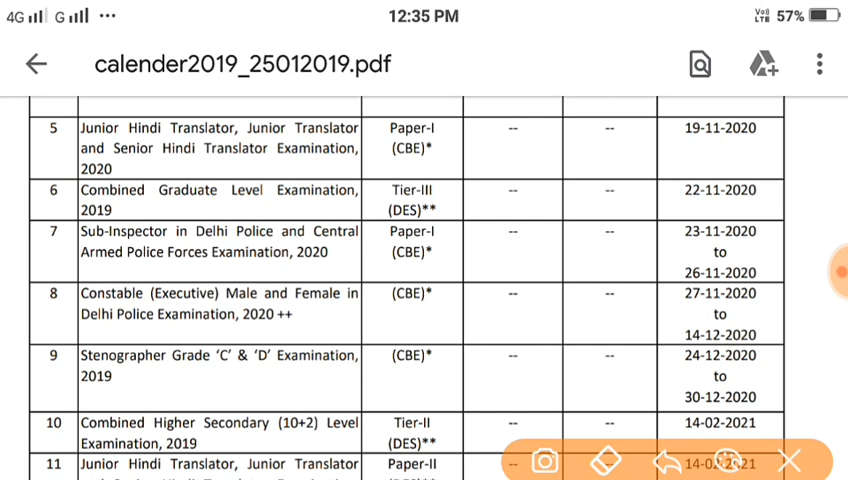 4G G ••• 12:35 PM Vo)) LTE 57%
calender2019_25012019.pdf
5 Junior Hindi Translator, Junior Translator Paper-I -- -- 19-11-2020
and Senior Hindi Translator Examination, (CBE)*
2020
6 Combined Graduate Level Examination, Tier-III -- -- 22-11-2020
2019 (DES)**
7 Sub-Inspector in Delhi Police and Central Paper-I -- -- 23-11-2020
Armed Police Forces Examination, 2020 (CBE)* to
26-11-2020
8 Constable (Executive) Male and Female in (CBE)* -- -- 27-11-2020
Delhi Police Examination, 2020 ++ to
14-12-2020
9 Stenographer Grade ‘C’ & ‘D’ Examination, (CBE)* -- -- 24-12-2020
2019 to
30-12-2020
10 Combined Higher Secondary (10+2) Level Tier-II -- -- 14-02-2021
Examination, 2019 (DES)**
11 Junior Hindi Translator, Junior Translator Paper-II -- --